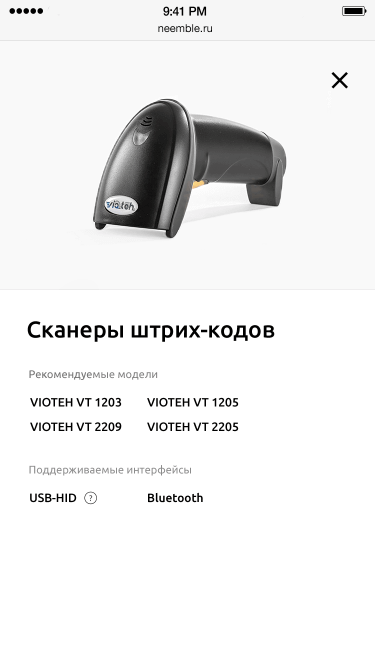 9:41 PM
neemble.ru
vioteh
Сканеры штрих-кодов
Рекомендуемые модели
VIOTEH VT 1203 VIOTEH VT 1205
VIOTEH VT 2209 VIOTEH VT 2205
Поддерживаемые интерфейсы
USB-HID ? Bluetooth